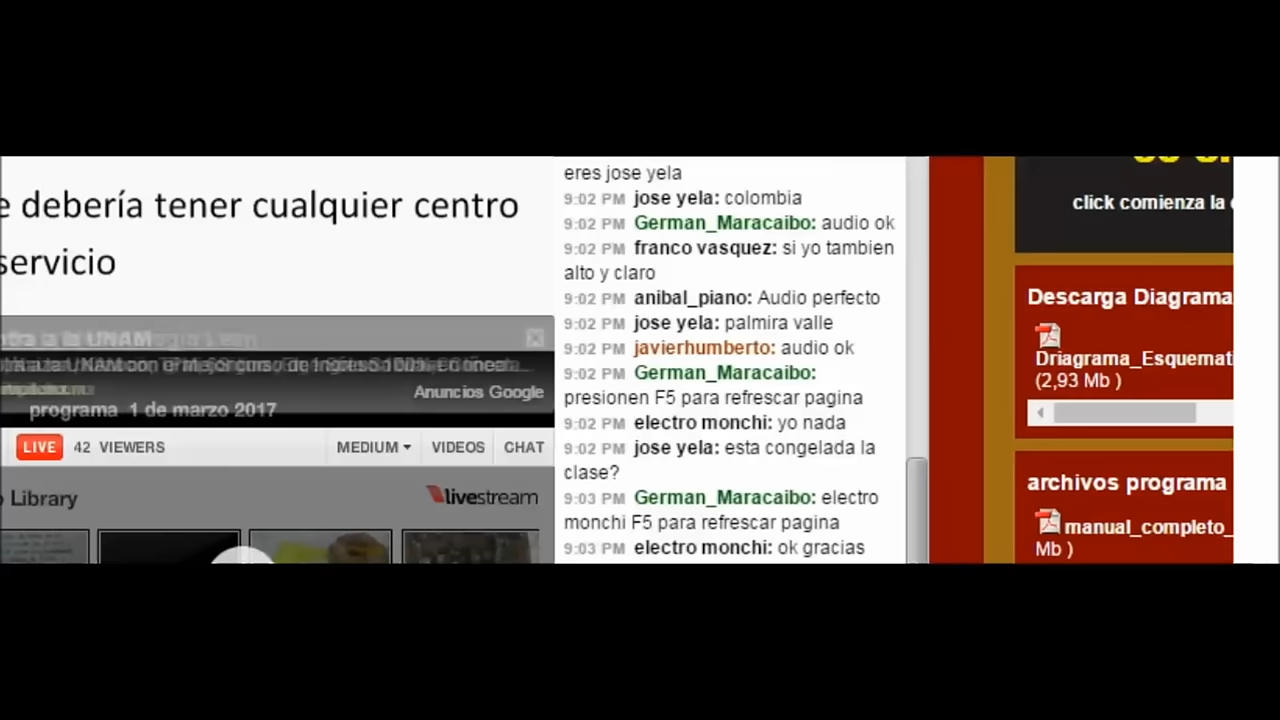 e debería tener cualquier centro
servicio
Anuncios Google
programa 1 de marzo 2017
LIVE 42 VIEWERS MEDIUM VIDEOS CHAT
Library
livestream
eres jose yela
9:02 PM jose yela: colombia
9:02 PM German_Maracaibo: audio ok
9:02 PM franco vasquez: si yo tambien
alto y claro
9:02 PM anibal_piano: Audio perfecto
9:02 PM jose yela: palmira valle
9:02 PM javierhumberto: audio ok
9:02 PM German_Maracaibo:
presionen F5 para refrescar pagina
9:02 PM electro monchi: yo nada
9:02 PM jose yela: esta congelada la
clase?
9:03 PM German_Maracaibo: electro
monchi F5 para refrescar pagina
9:03 PM electro monchi: ok gracias
click comienza la
Descarga Diagrama
Driagrama_Esquemati
(2,93 Mb )
archivos programa
manual_completo_
Mb )